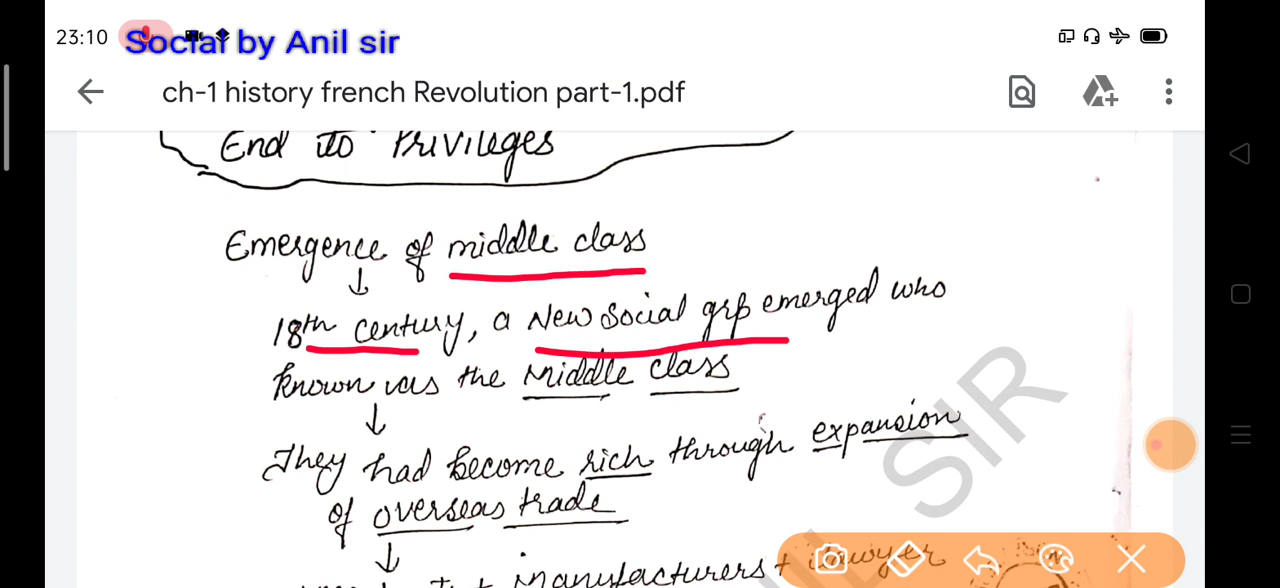 23:10
Social by Anil sir
ch-1 history french Revolution part-1.pdf
End to Privileges
Emergence of middle class
↓
18th century, a New social grp emerged who
known as the Middle class
↓
They had become rich through expansion
of overseas trade
↓
manufacturers + lawyer
SIR